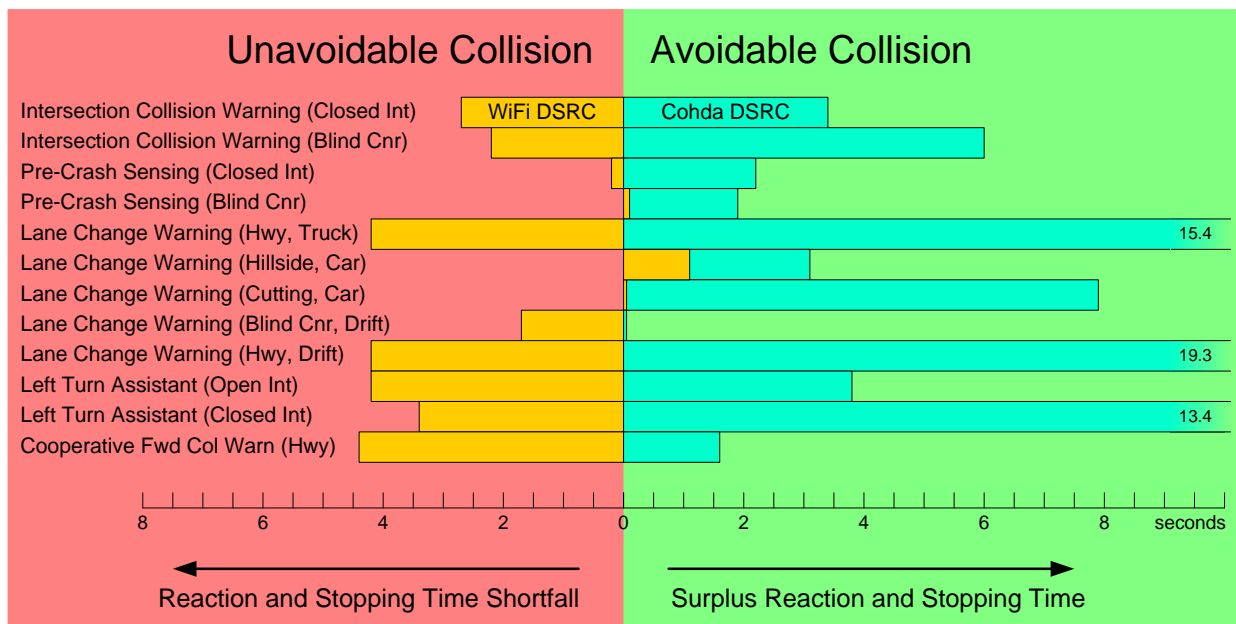 Unavoidable Collision
Avoidable Collision
Intersection Collision Warning (Closed Int)
WiFi DSRC
Cohda DSRC
Intersection Collision Warning (Blind Cnr)
Pre-Crash Sensing (Closed Int)
Pre-Crash Sensing (Blind Cnr)
Lane Change Warning (Hwy, Truck)
15.4
Lane Change Warning (Hillside, Car)
Lane Change Warning (Cutting, Car)
Lane Change Warning (Blind Cnr, Drift)
Lane Change Warning (Hwy, Drift)
19.3
Left Turn Assistant (Open Int)
Left Turn Assistant (Closed Int)
13.4
Cooperative Fwd Col Warn (Hwy)
8 6 4 2 0 2 4 6 8 seconds
Reaction and Stopping Time Shortfall
Surplus Reaction and Stopping Time